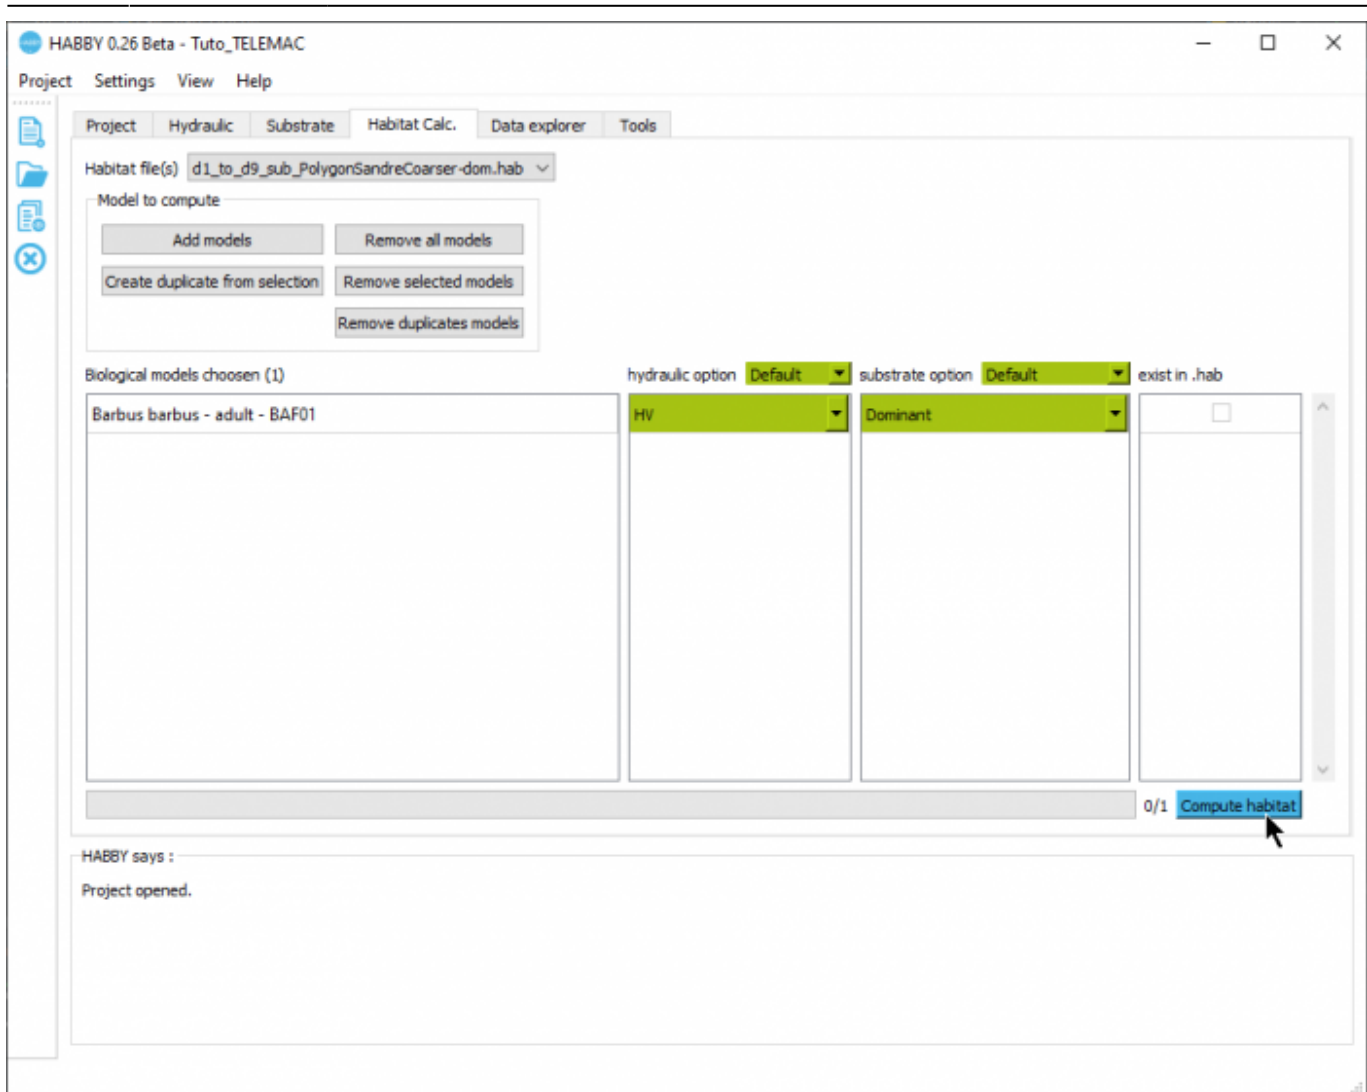 HABBY 0.26 Beta - Tuto_TELEMAC
Project Settings View Help
Project Hydraulic Substrate Habitat Calc. Data explorer Tools
Habitat file(s) d1_to_d9_sub_PolygonSandreCoarser-dom.hab
Model to compute
Add models Remove all models
Create duplicate from selection Remove selected models
Remove duplicates models
Biological models choosen (1) hydraulic option Default substrate option Default exist in .hab
Barbus barbus - adult - BAF01 HV Dominant
0/1 Compute habitat
HABBY says :
Project opened.